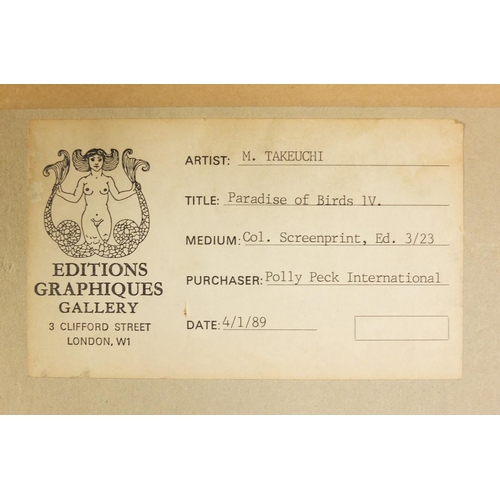 EDITIONS
GRAPHIQUES
GALLERY
3 CLIFFORD STREET
LONDON, W1
ARTIST: M. TAKEUCHI
TITLE: Paradise of Birds 1V.
MEDIUM: Col. Screenprint, Ed. 3/23
PURCHASER: Polly Peck International
DATE: 4/1/89